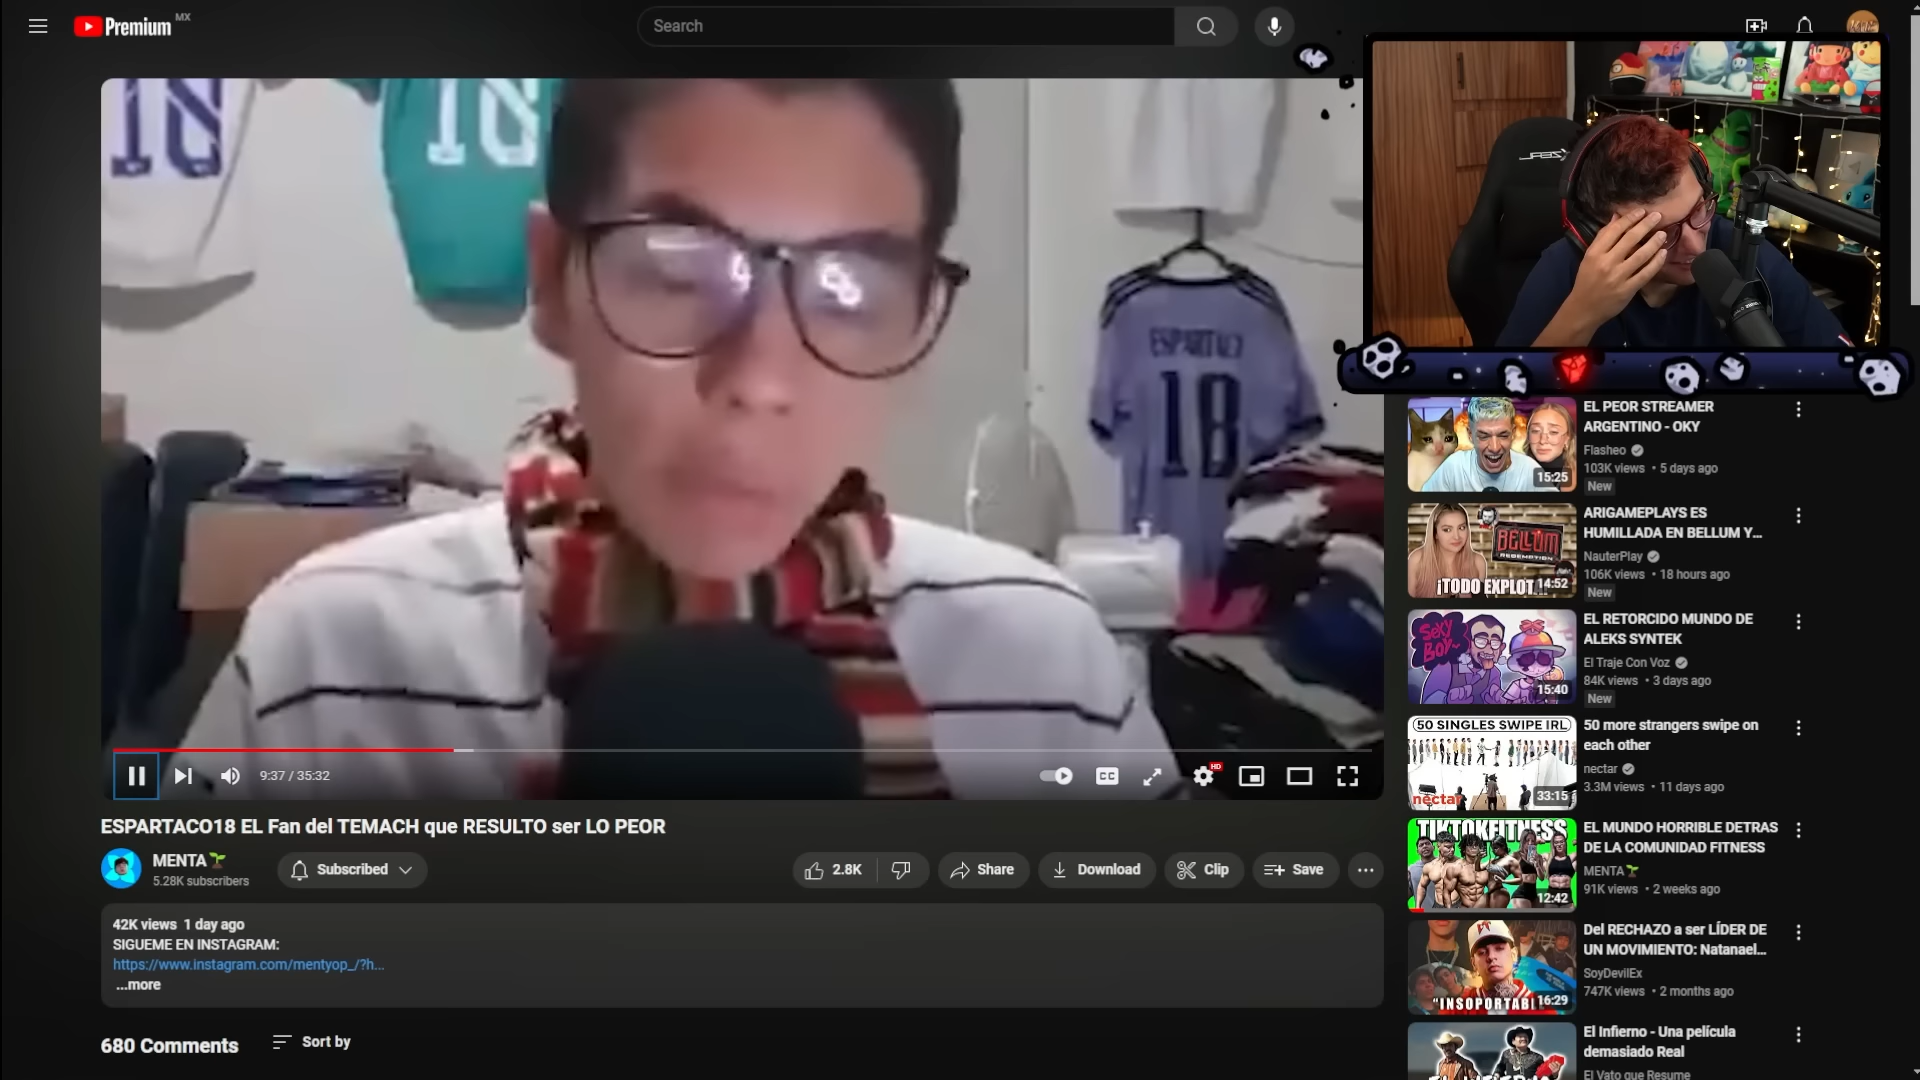 Premium MX
Search
18
18
ESPARTACO
18
9:37 / 35:32
CC
HD
ESPARTACO18 EL Fan del TEMACH que RESULTO ser LO PEOR
MENTA
5.28K subscribers
Subscribed
2.8K
Share
Download
Clip
Save
42K views 1 day ago
SIGUEME EN INSTAGRAM:
https://www.instagram.com/mentyop_/?h...
...more
680 Comments
Sort by
15:25
EL PEOR STREAMER
ARGENTINO - OKY
Flasheo
103K views • 5 days ago
New
BELLUM
REDEMPTION
¡TODO EXPLOT...
14:52
ARIGAMEPLAYS ES
HUMILLADA EN BELLUM Y...
NauterPlay
106K views • 18 hours ago
New
SEXY
BOY
15:40
EL RETORCIDO MUNDO DE
ALEKS SYNTEK
El Traje Con Voz
84K views • 3 days ago
New
50 SINGLES SWIPE IRL
nectar
33:15
50 more strangers swipe on
each other
nectar
3.3M views • 11 days ago
TIKTOKFITNESS
12:42
EL MUNDO HORRIBLE DETRAS
DE LA COMUNIDAD FITNESS
MENTA
91K views • 2 weeks ago
"INSOPORTABL
16:29
Del RECHAZO a ser LÍDER DE
UN MOVIMIENTO: Natanael...
SoyDevilEx
747K views • 2 months ago
El Infierno - Una película
demasiado Real
El Vato que Resume